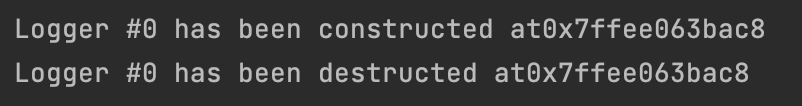 Logger #0 has been constructed at0x7ffee063bac8
Logger #0 has been destructed at0x7ffee063bac8